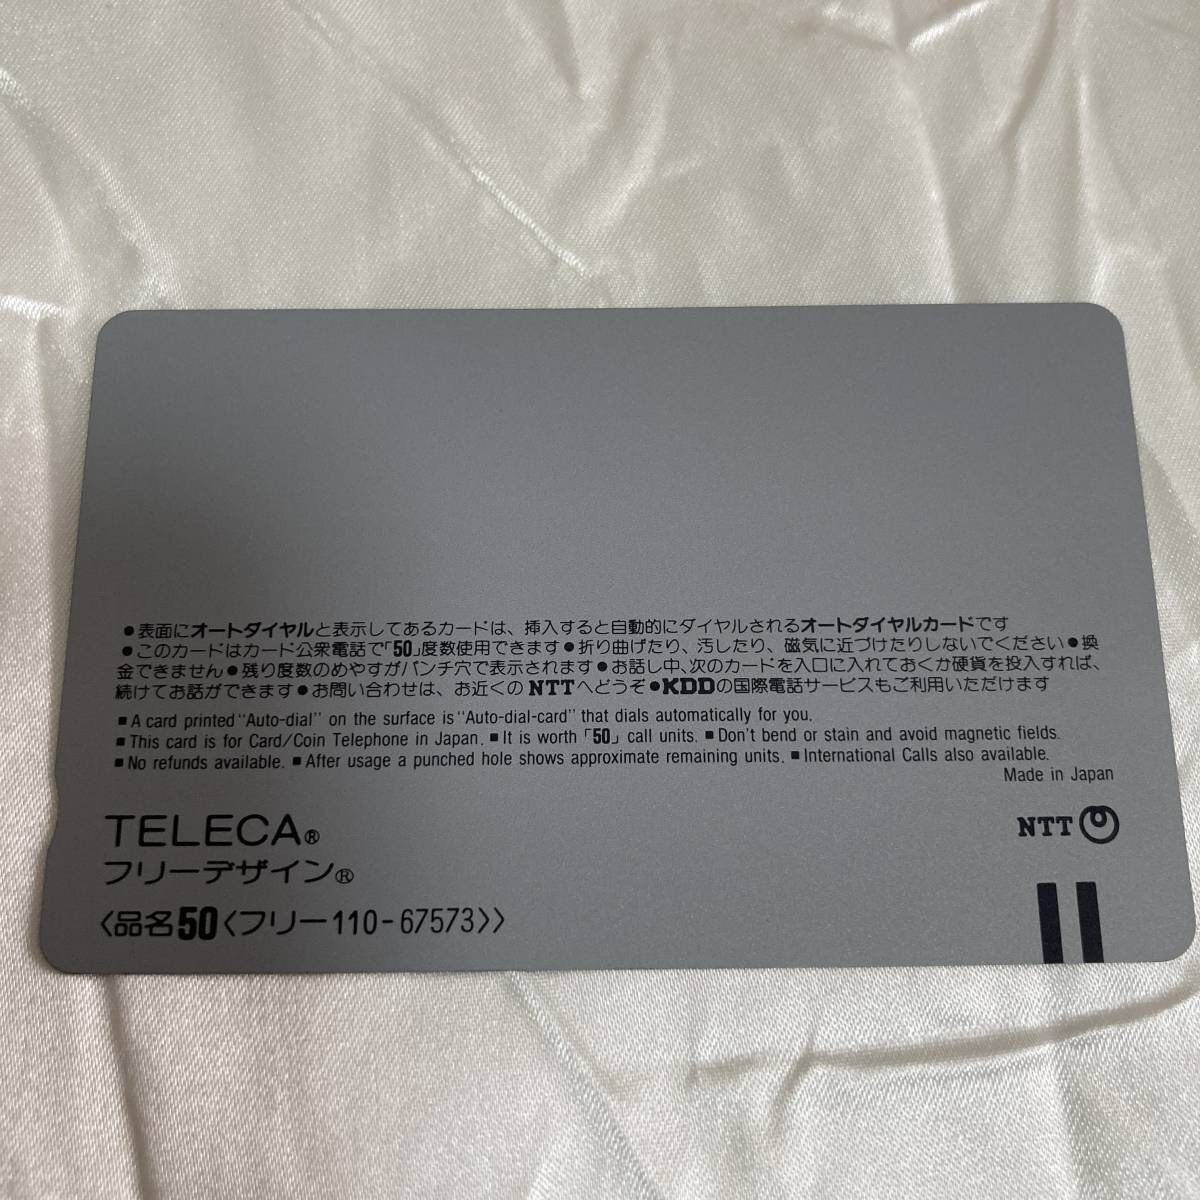 ●表面にオートダイヤルと表示してあるカードは、挿入すると自動的にダイヤルされるオートダイヤルカードです
●このカードはカード公衆電話で「50」度数使用できます●折り曲げたり、汚したり、磁気に近づけたりしないでください●換
金できません●残り度数のめやすがパンチ穴で表示されます●お話し中、次のカードを入口に入れておくか硬貨を投入すれば、
続けてお話ができます●お問い合わせは、お近くのNTTへどうぞ●KDDの国際電話サービスもご利用いただけます
■A card printed "Auto-dial" on the surface is "Auto-dial-card" that dials automatically for you.
■This card is for Card/Coin Telephone in Japan. ■It is worth「50」call units. ■Don't bend or stain and avoid magnetic fields.
■No refunds available. ■After usage a punched hole shows approximate remaining units. ■International Calls also available.
Made in Japan
TELECA®
NTT
フリーデザイン®
〈品名50〈フリー110-67573〉〉